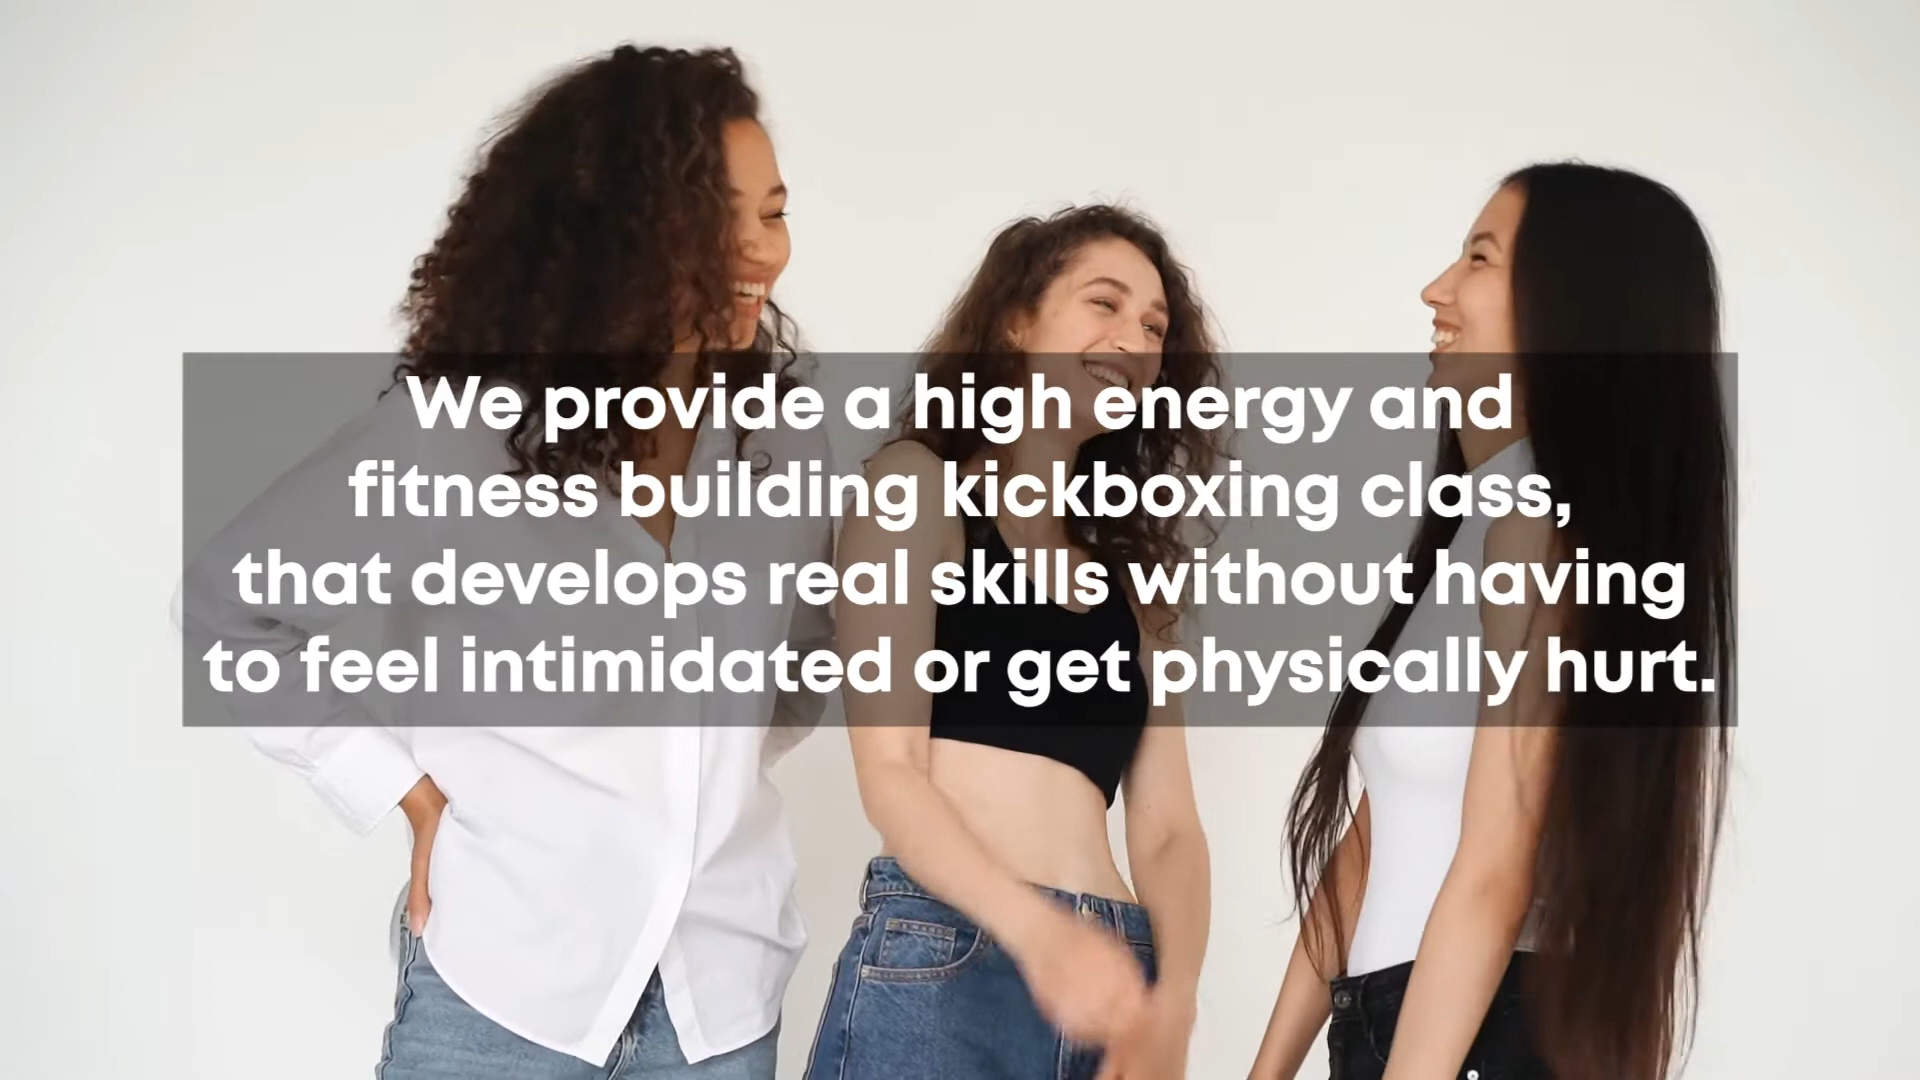 We provide a high energy and
fitness building kickboxing class,
that develops real skills without having
to feel intimidated or get physically hurt.